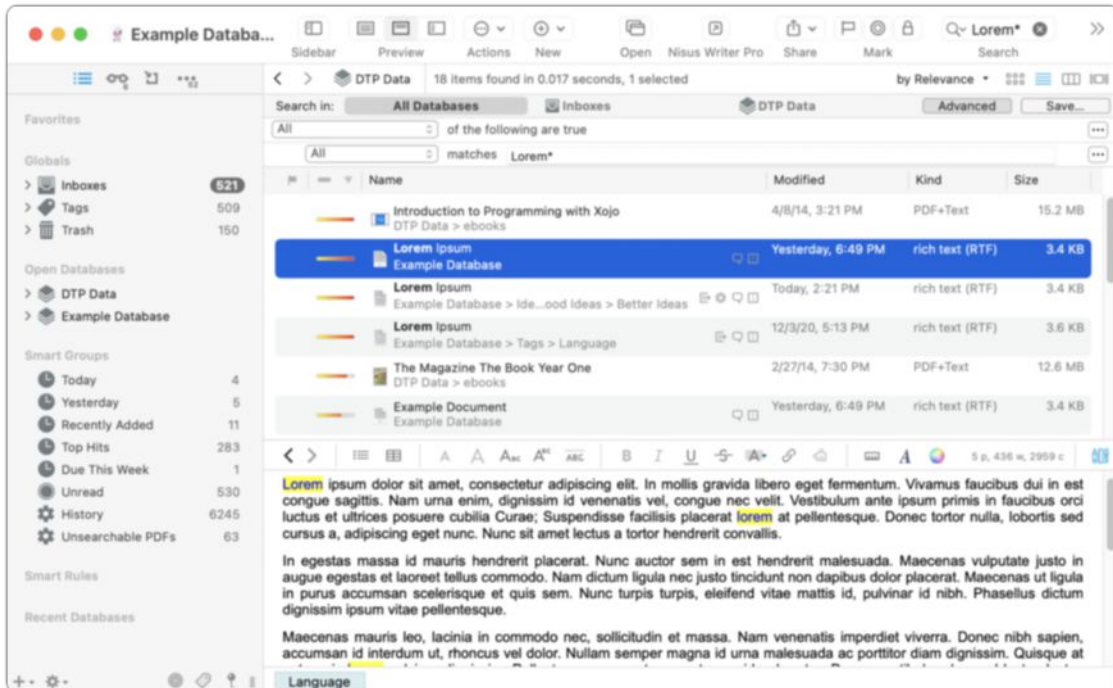 Example Databa...
Sidebar
Preview
Actions
New
Open
Nisus Writer Pro
Share
Mark
Lorem*
Search
DTP Data
18 items found in 0.017 seconds, 1 selected
by Relevance
Search in:
All Databases
Inboxes
DTP Data
Advanced
Save...
All
of the following are true
All
matches
Lorem*
Favorites
Globals
Inboxes 521
Tags 509
Trash 150
Open Databases
DTP Data
Example Database
Smart Groups
Today 4
Yesterday 5
Recently Added 11
Top Hits 283
Due This Week 1
Unread 530
History 6245
Unsearchable PDFs 63
Smart Rules
Recent Databases
Name Modified Kind Size
Introduction to Programming with Xojo 4/8/14, 3:21 PM PDF+Text 15.2 MB
DTP Data > ebooks
Lorem Ipsum Yesterday, 6:49 PM rich text (RTF) 3.4 KB
Example Database
Lorem Ipsum Today, 2:21 PM rich text (RTF) 3.4 KB
Example Database > Ide...ood Ideas > Better Ideas
Lorem Ipsum 12/3/20, 5:13 PM rich text (RTF) 3.6 KB
Example Database > Tags > Language
The Magazine The Book Year One 2/27/14, 7:30 PM PDF+Text 12.6 MB
DTP Data > ebooks
Example Document Yesterday, 6:49 PM rich text (RTF) 3.4 KB
Example Database
5 p, 436 w, 2959 c
Lorem ipsum dolor sit amet, consectetur adipiscing elit. In mollis gravida libero eget fermentum. Vivamus faucibus dui in est
congue sagittis. Nam urna enim, dignissim id venenatis vel, congue nec velit. Vestibulum ante ipsum primis in faucibus orci
luctus et ultrices posuere cubilia Curae; Suspendisse facilisis placerat lorem at pellentesque. Donec tortor nulla, lobortis sed
cursus a, adipiscing eget nunc. Nunc sit amet lectus a tortor hendrerit convallis.
In egestas massa id mauris hendrerit placerat. Nunc auctor sem in est hendrerit malesuada. Maecenas vulputate justo in
augue egestas et laoreet tellus commodo. Nam dictum ligula nec justo tincidunt non dapibus dolor placerat. Maecenas ut ligula
in purus accumsan scelerisque et quis sem. Nunc turpis turpis, eleifend vitae mattis id, pulvinar id nibh. Phasellus dictum
dignissim ipsum vitae pellentesque.
Maecenas mauris leo, lacinia in commodo nec, sollicitudin et massa. Nam venenatis imperdiet viverra. Donec nibh sapien,
accumsan id interdum ut, rhoncus vel dolor. Nullam semper magna id urna malesuada ac porttitor diam dignissim. Quisque at
Language